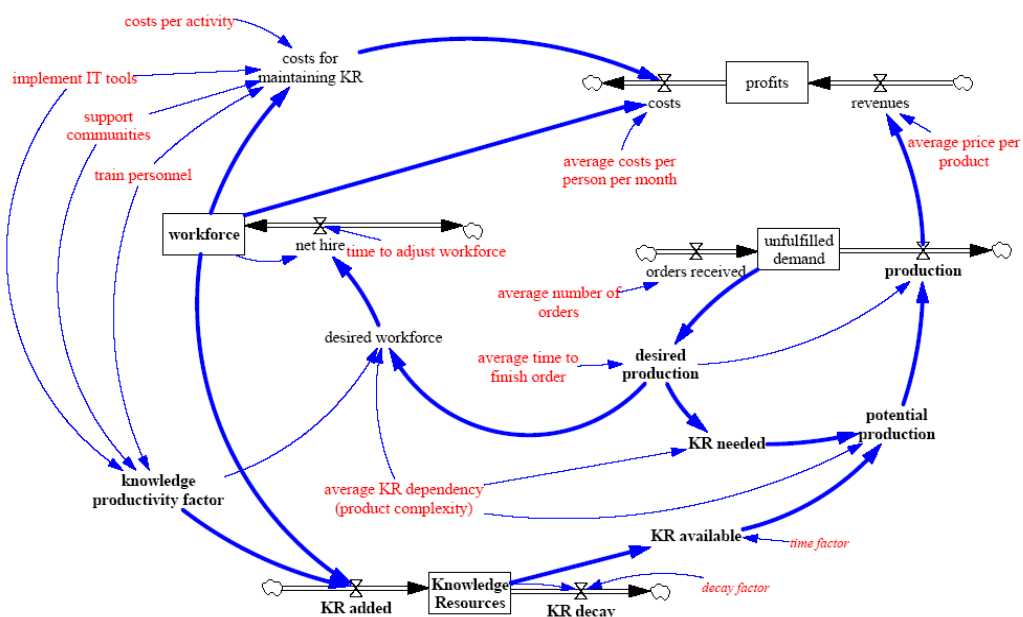 costs per activity
costs for
maintaining KR
implement IT tools
support
communities
train personnel
profits
costs
revenues
average costs per
person per month
average price per
product
workforce
net hire
time to adjust workforce
unfulfilled
demand
orders received
production
average number of
orders
desired workforce
average time to
finish order
desired
production
potential
production
KR needed
knowledge
productivity factor
average KR dependency
(product complexity)
KR available
time factor
Knowledge
Resources
KR added
KR decay
decay factor